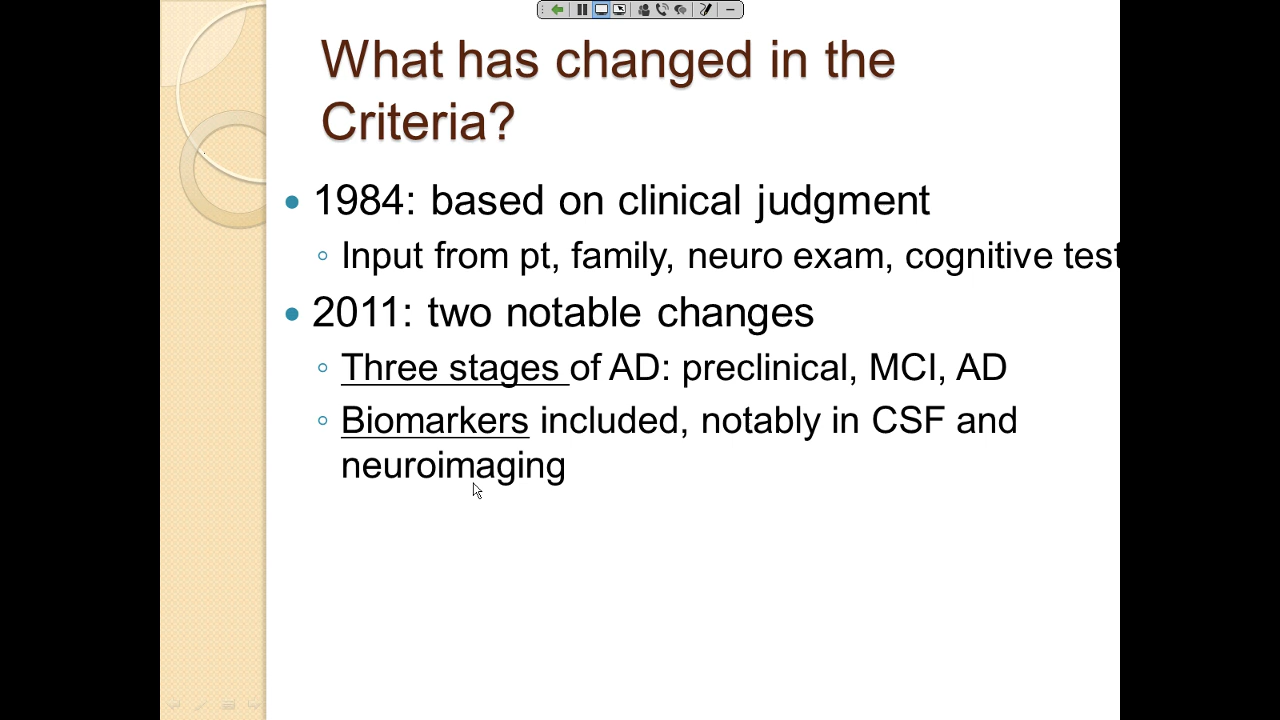 What has changed in the
Criteria?
1984: based on clinical judgment
Input from pt, family, neuro exam, cognitive test
2011: two notable changes
Three stages of AD: preclinical, MCI, AD
Biomarkers included, notably in CSF and
neuroimaging